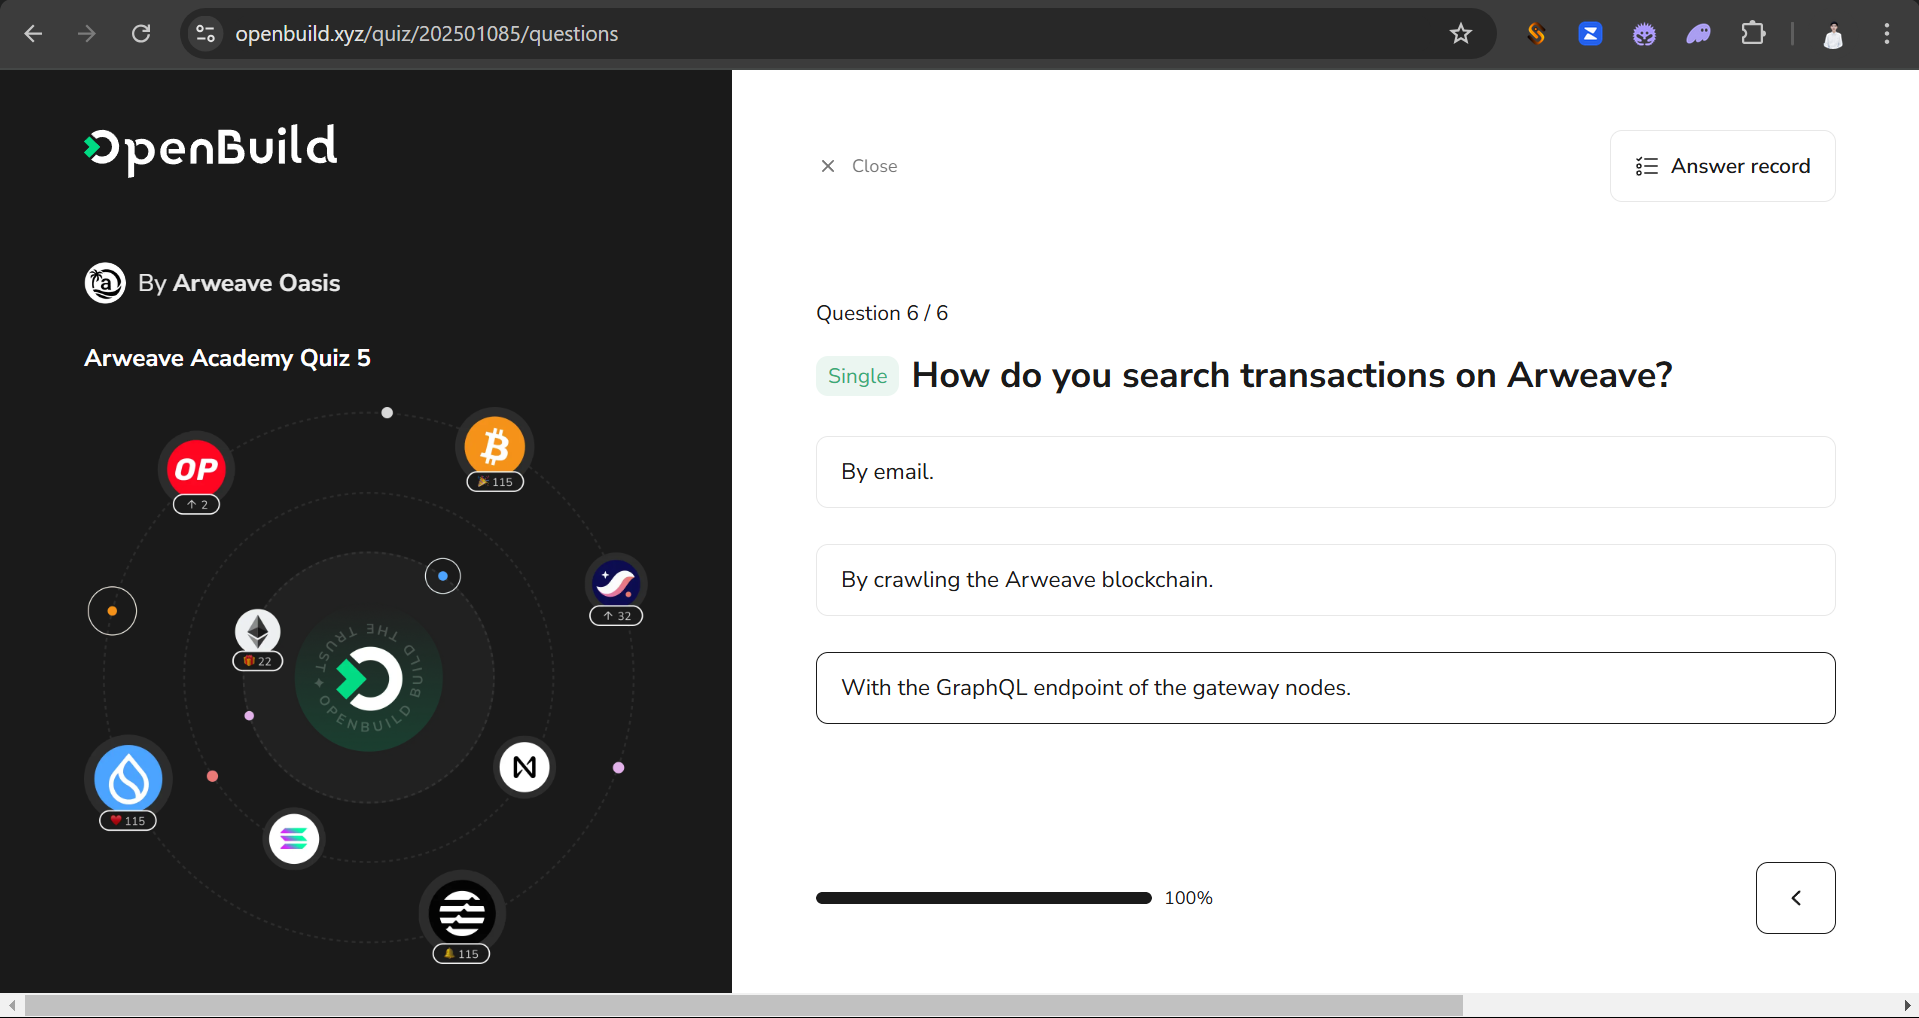 openbuild.xyz/quiz/202501085/questions
OpenBuild
By Arweave Oasis
Arweave Academy Quiz 5
OP
↑ 2
115
↑ 32
22
BUILD THE TRUST ✦ OPENBUILD
115
115
Close
Answer record
Question 6 / 6
Single How do you search transactions on Arweave?
By email.
By crawling the Arweave blockchain.
With the GraphQL endpoint of the gateway nodes.
100%